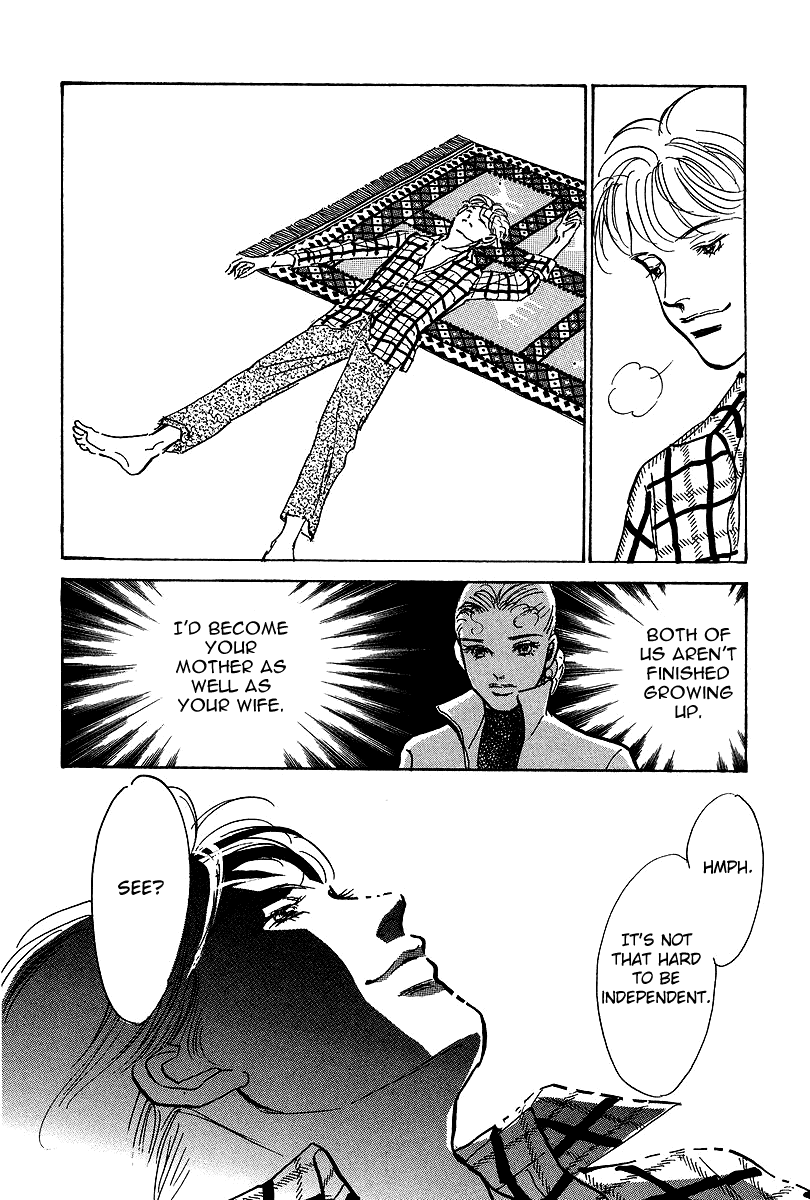 BOTH OF
US AREN'T
FINISHED
GROWING
UP.
I'D BECOME
YOUR
MOTHER AS
WELL AS
YOUR WIFE.
HMPH.
IT'S NOT
THAT HARD
TO BE
INDEPENDENT.
SEE?